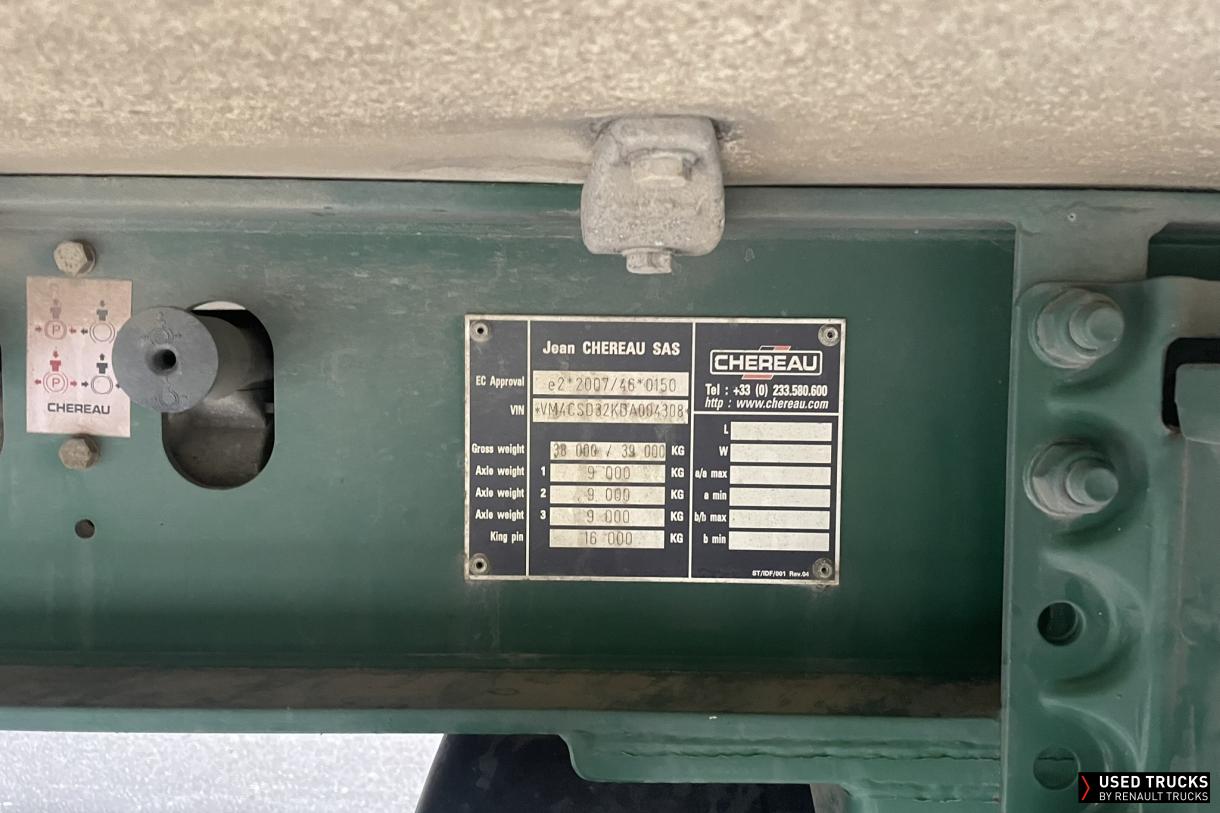 P
P
CHEREAU
Jean CHEREAU SAS
EC Approval e2*2007/46*0150
VIN *VM4CSD32KDA004308*
Gross weight 38 000 / 39 000 KG
Axle weight 1 9 000 KG
Axle weight 2 9 000 KG
Axle weight 3 9 000 KG
King pin 16 000 KG
CHEREAU
Tel : +33 (0) 233.580.600
http : www.chereau.com
L
W
a/a max
a min
b/b max
b min
ST/IDF/001 Rev.04
USED TRUCKS
BY RENAULT TRUCKS